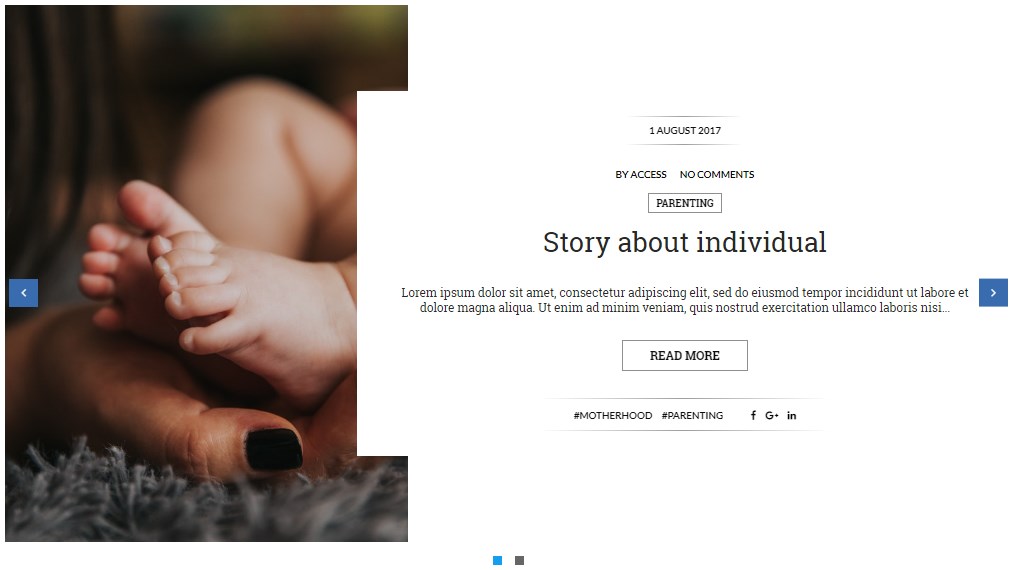 1 AUGUST 2017
BY ACCESS NO COMMENTS
PARENTING
Story about individual
Lorem ipsum dolor sit amet, consectetur adipiscing elit, sed do eiusmod tempor incididunt ut labore et
dolore magna aliqua. Ut enim ad minim veniam, quis nostrud exercitation ullamco laboris nisi...
READ MORE
#MOTHERHOOD #PARENTING f G+ in